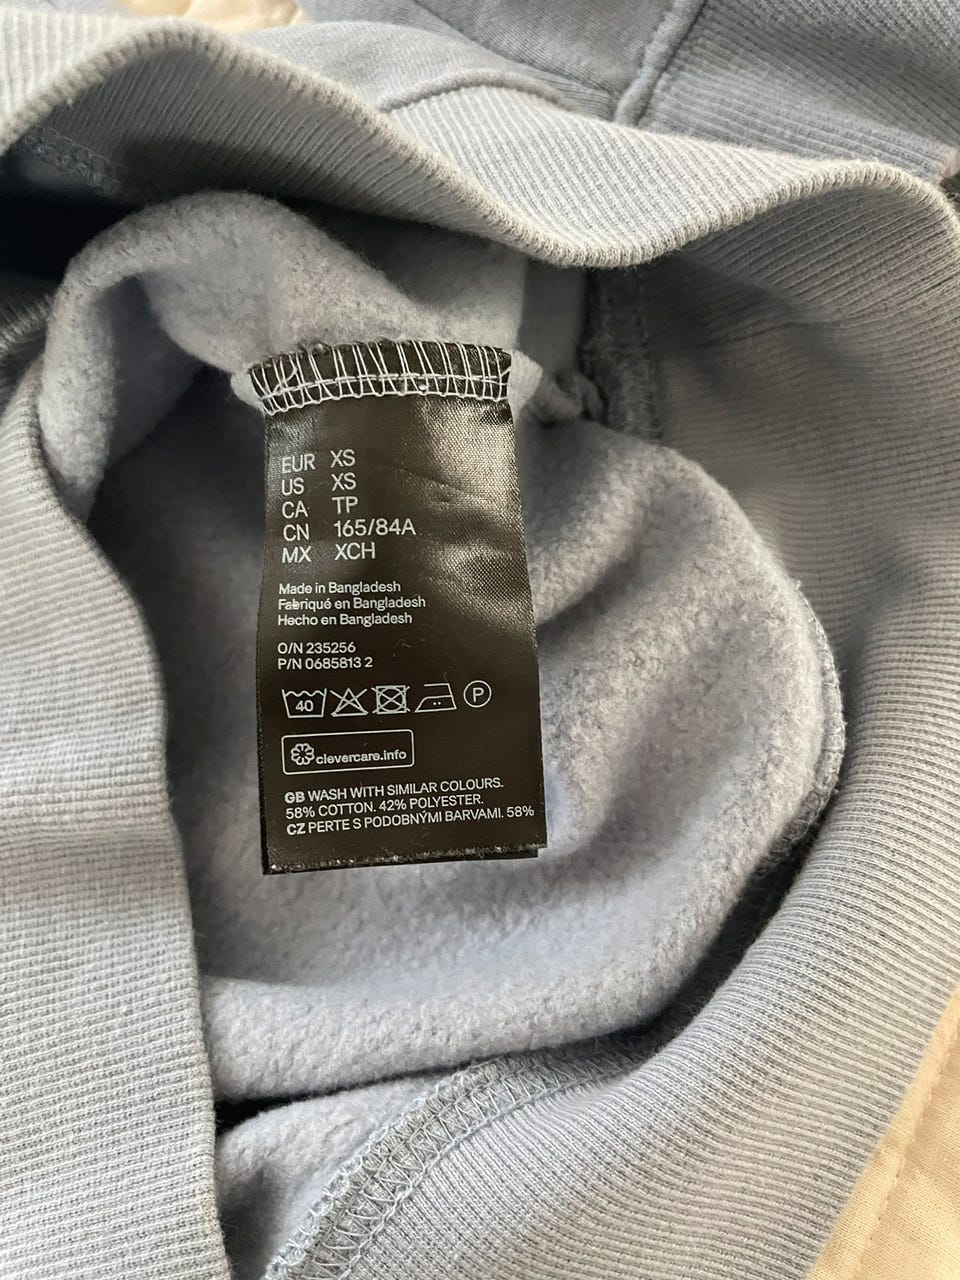 EUR XS
US XS
CA TP
CN 165/84A
MX XCH
Made in Bangladesh
Fabriqué en Bangladesh
Hecho en Bangladesh
O/N 235256
P/N 0685813 2
40 P
clevercare.info
GB WASH WITH SIMILAR COLOURS.
58% COTTON. 42% POLYESTER.
CZ PERTE S PODOBNÝMI BARVAMI. 58%